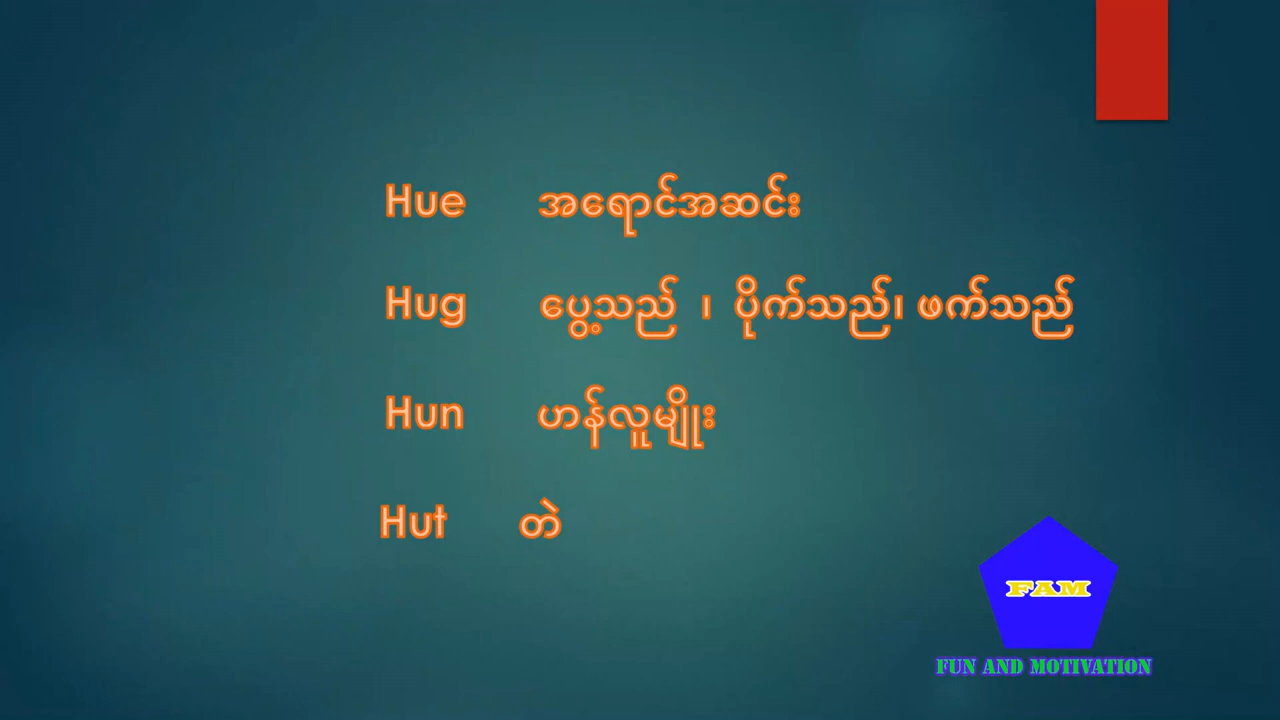 Hue အရောင်အဆင်း
Hug ပွေ့သည် ၊ ပိုက်သည်၊ ဖက်သည်
Hun ဟန်လူမျိုး
Hut တဲ
FAM
FUN AND MOTIVATION